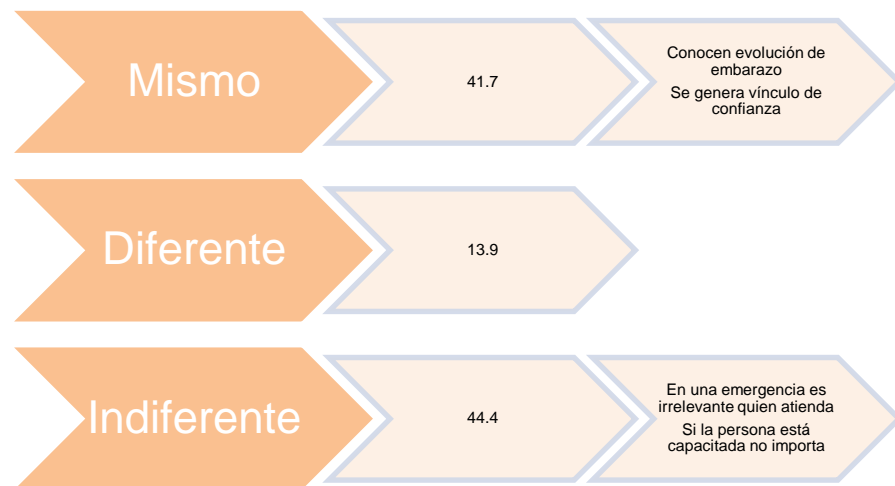 Mismo
41.7
Conocen evolución de
embarazo
Se genera vínculo de
confianza
Diferente
13.9
Indiferente
44.4
En una emergencia es
irrelevante quien atienda
Si la persona está
capacitada no importa